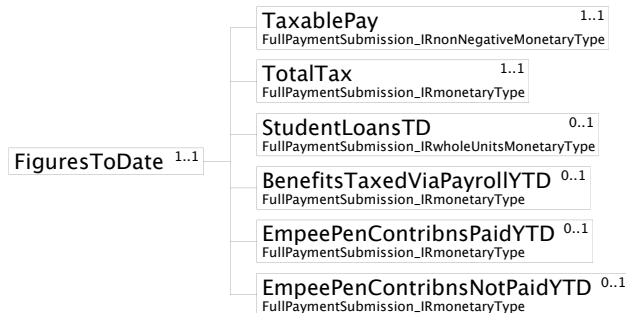 TaxablePay 1..1
FullPaymentSubmission_IRnonNegativeMonetaryType
TotalTax 1..1
FullPaymentSubmission_IRmonetaryType
StudentLoansTD 0..1
FullPaymentSubmission_IRwholeUnitsMonetaryType
FiguresToDate 1..1
BenefitsTaxedViaPayrollYTD 0..1
FullPaymentSubmission_IRmonetaryType
EmpeePenContribnsPaidYTD 0..1
FullPaymentSubmission_IRmonetaryType
EmpeePenContribnsNotPaidYTD 0..1
FullPaymentSubmission_IRmonetaryType